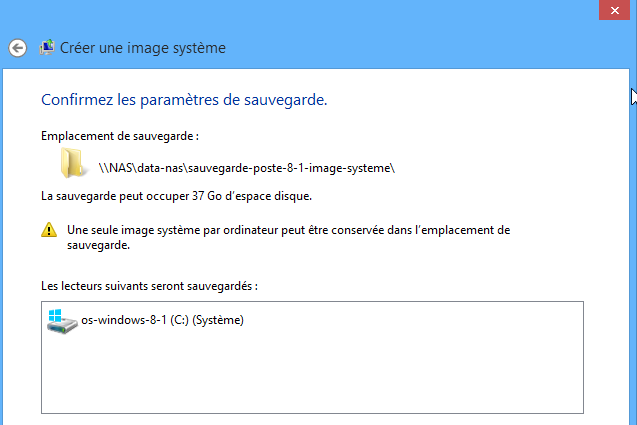 Créer une image système
Confirmez les paramètres de sauvegarde.
Emplacement de sauvegarde :
\\NAS\data-nas\sauvegarde-poste-8-1-image-systeme\
La sauvegarde peut occuper 37 Go d'espace disque.
Une seule image système par ordinateur peut être conservée dans l'emplacement de
sauvegarde.
Les lecteurs suivants seront sauvegardés :
os-windows-8-1 (C:) (Système)